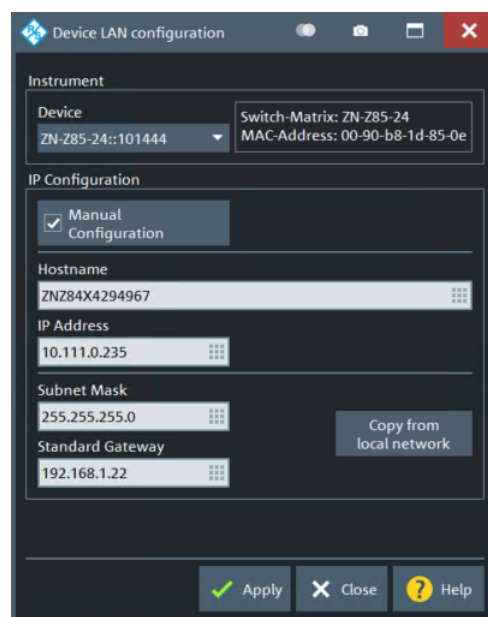 Device LAN configuration
Instrument
Device
ZN-Z85-24::101444
Switch-Matrix: ZN-Z85-24
MAC-Address: 00-90-b8-1d-85-0e
IP Configuration
Manual
Configuration
Hostname
ZNZ84X4294967
IP Address
10.111.0.235
Subnet Mask
255.255.255.0
Copy from
local network
Standard Gateway
192.168.1.22
Apply
Close
? Help